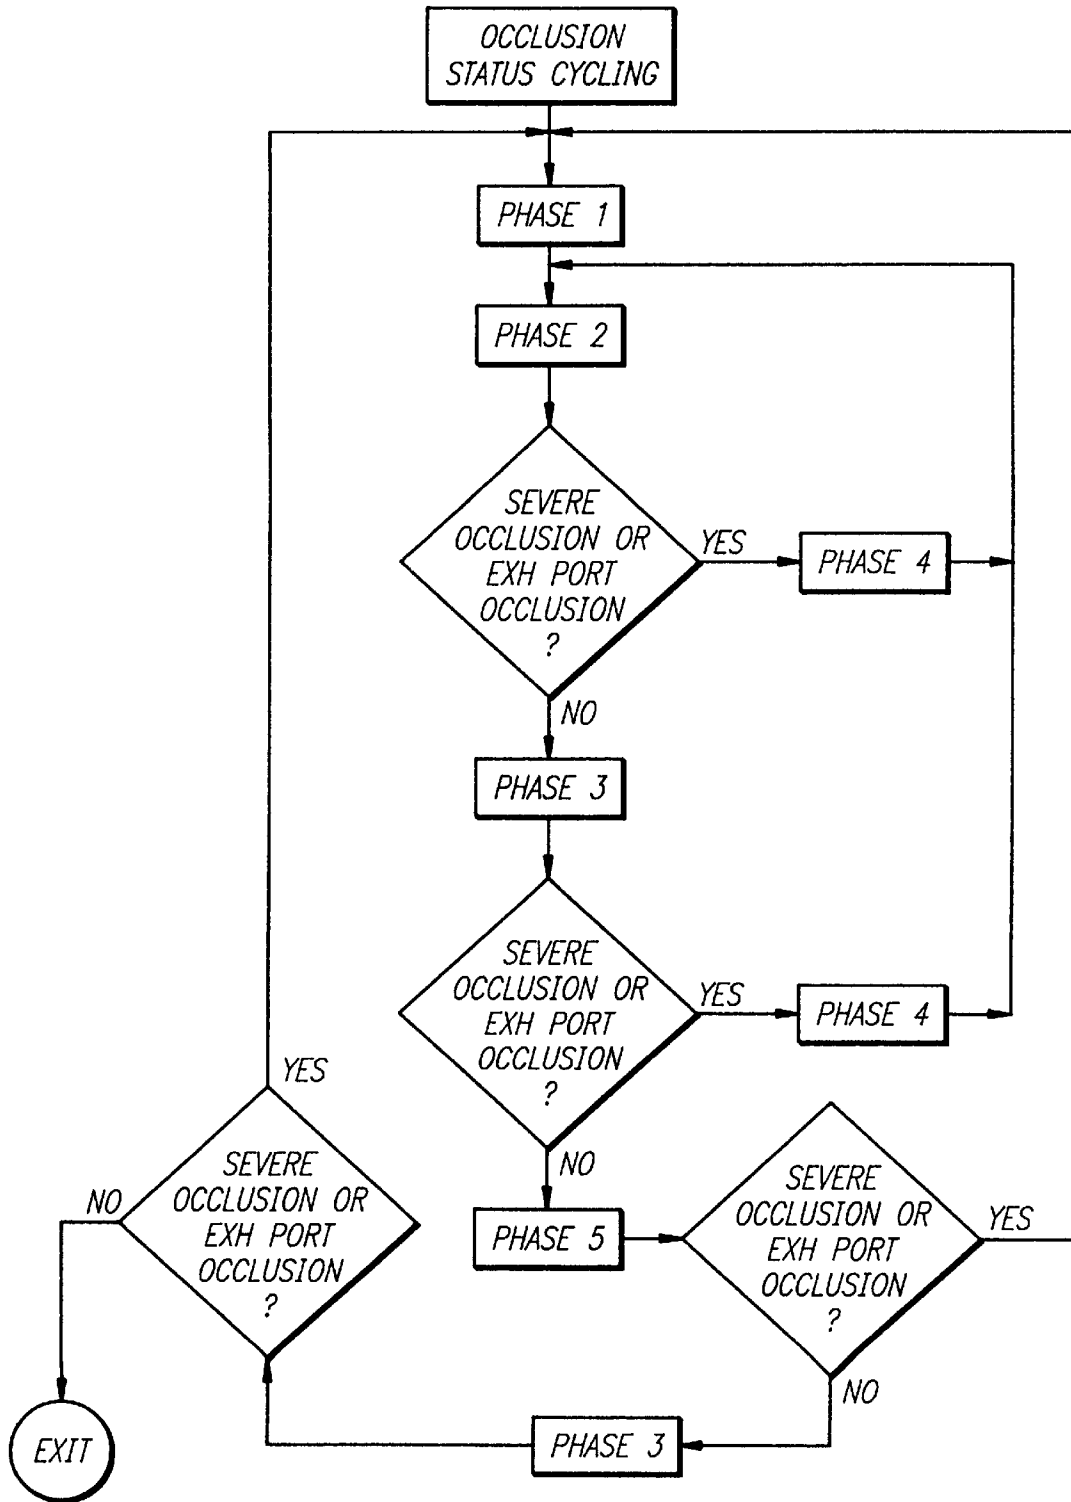 OCCLUSION
STATUS CYCLING
PHASE 1
PHASE 2
SEVERE
OCCLUSION OR
EXH PORT
OCCLUSION
?
YES
PHASE 4
NO
PHASE 3
SEVERE
OCCLUSION OR
EXH PORT
OCCLUSION
?
YES
PHASE 4
NO
PHASE 5
SEVERE
OCCLUSION OR
EXH PORT
OCCLUSION
?
YES
NO
PHASE 3
SEVERE
OCCLUSION OR
EXH PORT
OCCLUSION
?
YES
NO
EXIT